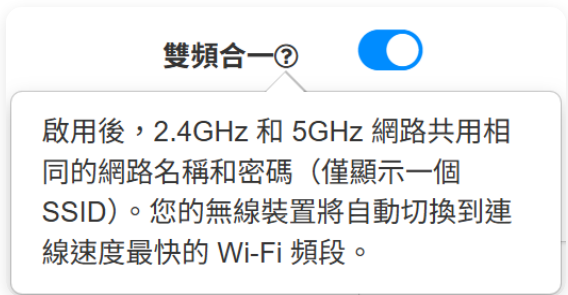 雙頻合一?
啟用後，2.4GHz 和 5GHz 網路共用相
同的網路名稱和密碼（僅顯示一個
SSID）。您的無線裝置將自動切換到連
線速度最快的 Wi-Fi 頻段。